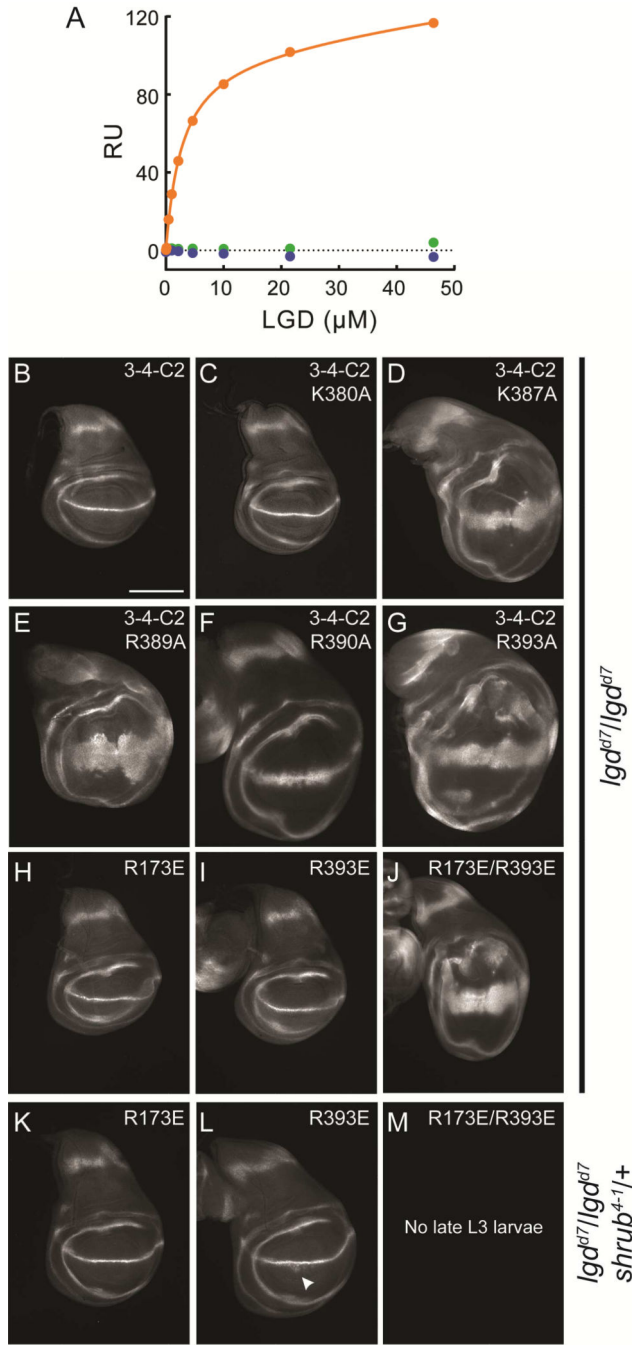 A
120
80
40
0
RU
0 10 20 30 40 50
LGD (µM)
B 3-4-C2
C 3-4-C2
K380A
D 3-4-C2
K387A
E 3-4-C2
R389A
F 3-4-C2
R390A
G 3-4-C2
R393A
H R173E
I R393E
J R173E/R393E
lgd^d7/lgd^d7
K R173E
L R393E
M R173E/R393E
No late L3 larvae
lgd^d7/lgd^d7
shrub^4-1/+